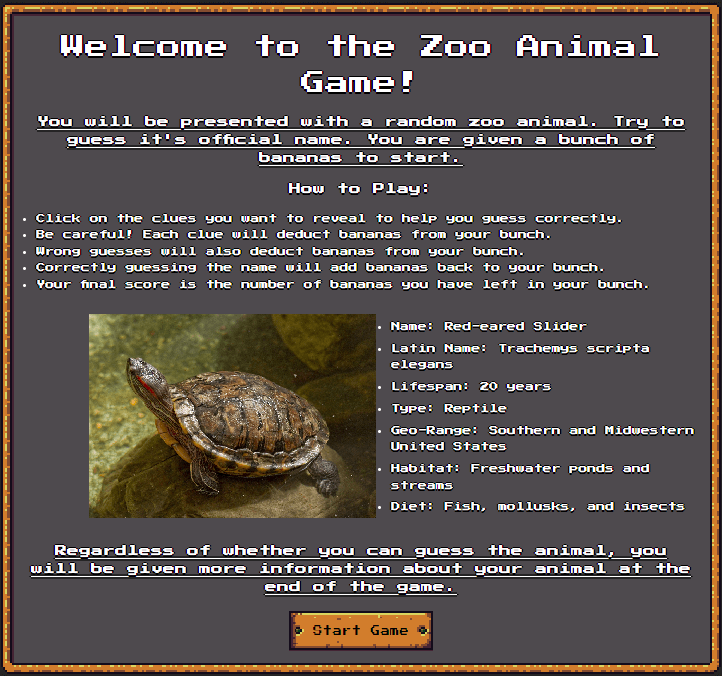 Welcome to the Zoo Animal
Game!
You will be presented with a random zoo animal. Try to
guess it's official name. You are given a bunch of
bananas to start.
How to Play:
• Click on the clues you want to reveal to help you guess correctly.
• Be careful! Each clue will deduct bananas from your bunch.
• Wrong guesses will also deduct bananas from your bunch.
• Correctly guessing the name will add bananas back to your bunch.
• Your final score is the number of bananas you have left in your bunch.
• Name: Red-eared Slider
• Latin Name: Trachemys scripta
elegans
• Lifespan: 20 years
• Type: Reptile
• Geo-Range: Southern and Midwestern
United States
• Habitat: Freshwater ponds and
streams
• Diet: Fish, mollusks, and insects
Regardless of whether you can guess the animal, you
will be given more information about your animal at the
end of the game.
Start Game